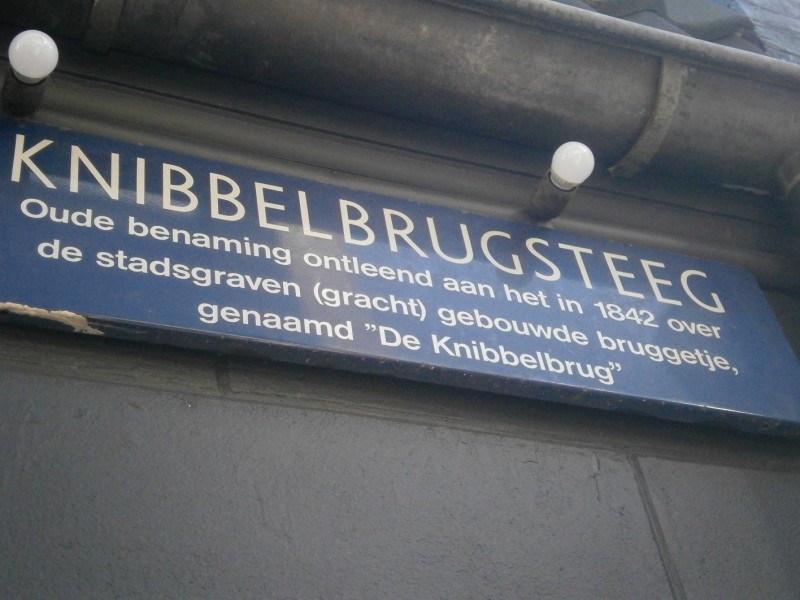 KNIBBELBRUGSTEEG
Oude benaming ontleend aan het in 1842 over
de stadsgraven (gracht) gebouwde bruggetje,
genaamd ”De Knibbelbrug”